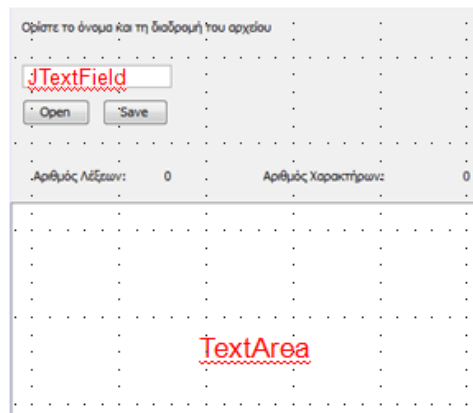 Ορίστε το όνομα και τη διαδρομή του αρχείου
JTextField
Open Save
Αριθμός Λέξεων: 0 Αριθμός Χαρακτήρων: 0
TextArea